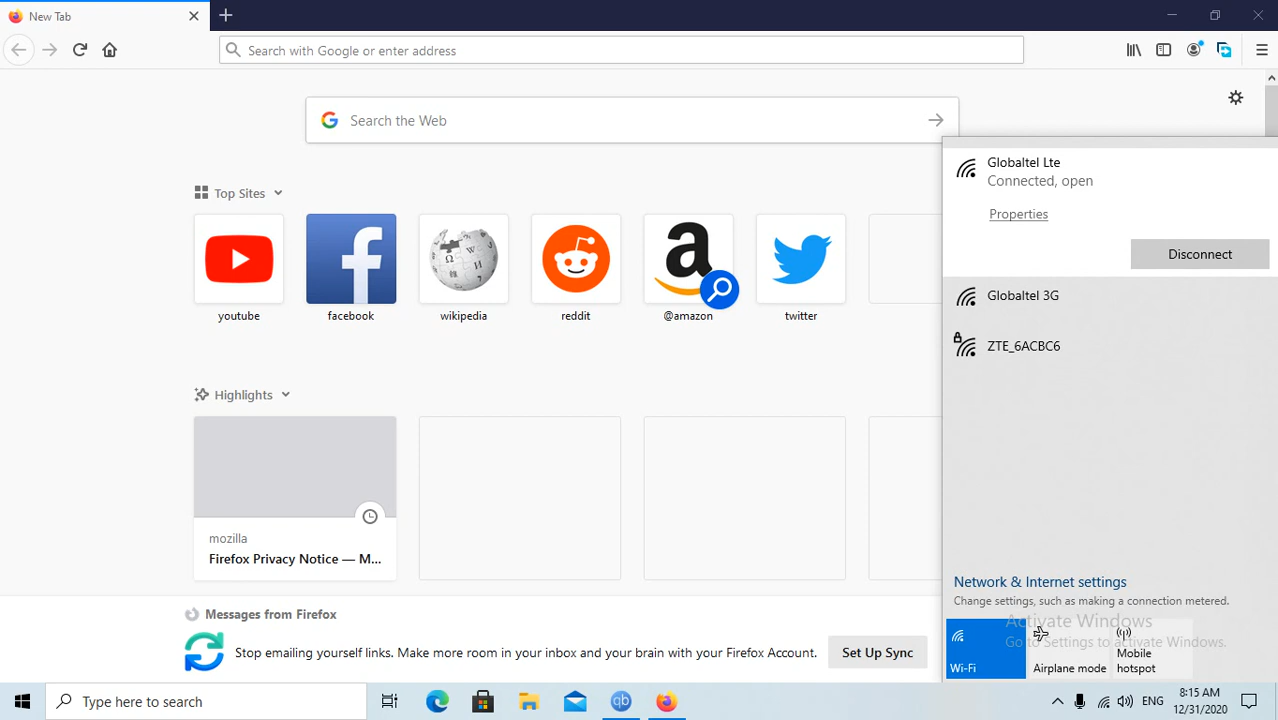 New Tab
Search with Google or enter address
Search the Web
Top Sites
youtube
facebook
wikipedia
reddit
@amazon
twitter
Highlights
mozilla
Firefox Privacy Notice — M...
Messages from Firefox
Stop emailing yourself links. Make more room in your inbox and your brain with your Firefox Account.
Set Up Sync
Globaltel Lte
Connected, open
Properties
Disconnect
Globaltel 3G
ZTE_6ACBC6
Network & Internet settings
Change settings, such as making a connection metered.
Activate Windows
Go to Settings to activate Windows.
Wi-Fi
Airplane mode
Mobile
hotspot
Type here to search
qb
ENG
8:15 AM
12/31/2020